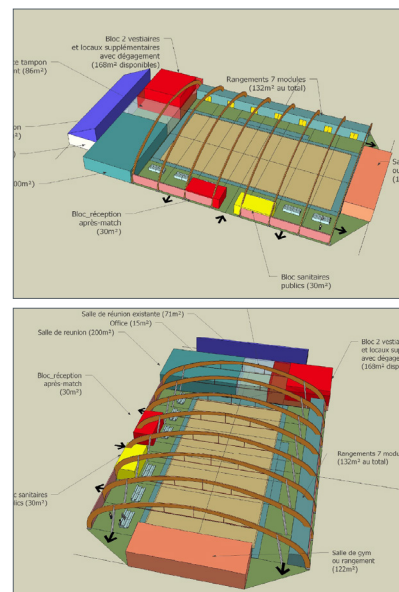 Bloc 2 vestiaires
et locaux supplémentaires
avec dégagement
(168m² disponibles)
tampon
(86m²)
Rangements 7 modules
(132m² au total)
Bloc_réception
après-match
(30m²)
Bloc sanitaires
publics (30m²)
Salle de réunion existante (71m²)
Office (15m²)
Salle de reunion (200m²)
Bloc 2 vestia
et locaux sup
avec dégage
(168m² disp
Bloc_réception
après-match
(30m²)
Rangements 7 modu
(132m² au total)
sanitaires
(30m²)
Salle de gym
ou rangement
(122m²)